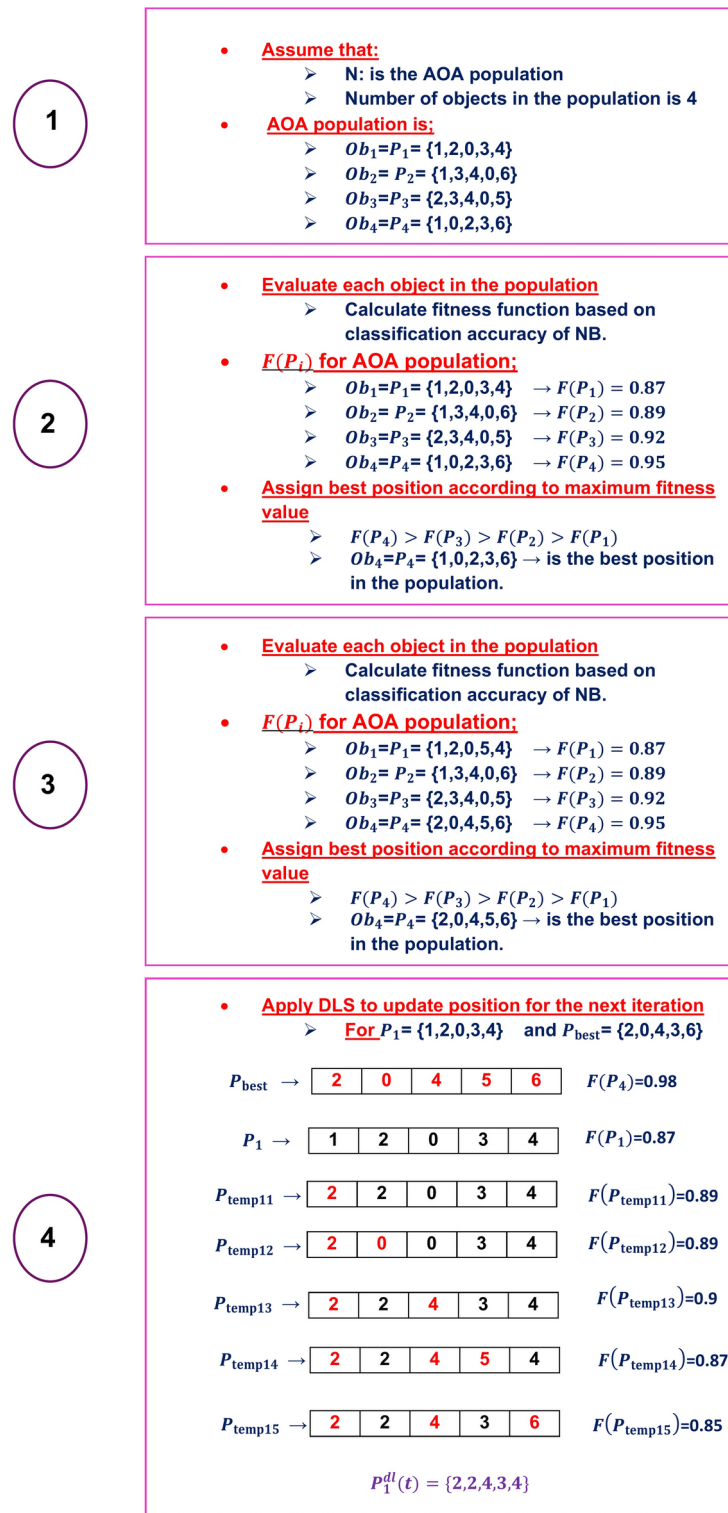 1
• Assume that:
➢ N: is the AOA population
➢ Number of objects in the population is 4
• AOA population is;
➢ Ob₁=P₁= {1,2,0,3,4}
➢ Ob₂= P₂= {1,3,4,0,6}
➢ Ob₃=P₃= {2,3,4,0,5}
➢ Ob₄=P₄= {1,0,2,3,6}
2
• Evaluate each object in the population
➢ Calculate fitness function based on
classification accuracy of NB.
• F(Pᵢ) for AOA population;
➢ Ob₁=P₁= {1,2,0,3,4} → F(P₁) = 0.87
➢ Ob₂= P₂= {1,3,4,0,6} → F(P₂) = 0.89
➢ Ob₃=P₃= {2,3,4,0,5} → F(P₃) = 0.92
➢ Ob₄=P₄= {1,0,2,3,6} → F(P₄) = 0.95
• Assign best position according to maximum fitness
value
➢ F(P₄) > F(P₃) > F(P₂) > F(P₁)
➢ Ob₄=P₄= {1,0,2,3,6} → is the best position
in the population.
3
• Evaluate each object in the population
➢ Calculate fitness function based on
classification accuracy of NB.
• F(Pᵢ) for AOA population;
➢ Ob₁=P₁= {1,2,0,5,4} → F(P₁) = 0.87
➢ Ob₂= P₂= {1,3,4,0,6} → F(P₂) = 0.89
➢ Ob₃=P₃= {2,3,4,0,5} → F(P₃) = 0.92
➢ Ob₄=P₄= {2,0,4,5,6} → F(P₄) = 0.95
• Assign best position according to maximum fitness
value
➢ F(P₄) > F(P₃) > F(P₂) > F(P₁)
➢ Ob₄=P₄= {2,0,4,5,6} → is the best position
in the population.
4
• Apply DLS to update position for the next iteration
➢ For P₁= {1,2,0,3,4} and P_best= {2,0,4,3,6}
P_best → 2 0 4 5 6 F(P₄)=0.98
P₁ → 1 2 0 3 4 F(P₁)=0.87
P_temp11 → 2 2 0 3 4 F(P_temp11)=0.89
P_temp12 → 2 0 0 3 4 F(P_temp12)=0.89
P_temp13 → 2 2 4 3 4 F(P_temp13)=0.9
P_temp14 → 2 2 4 5 4 F(P_temp14)=0.87
P_temp15 → 2 2 4 3 6 F(P_temp15)=0.85
P₁^dl(t) = {2,2,4,3,4}